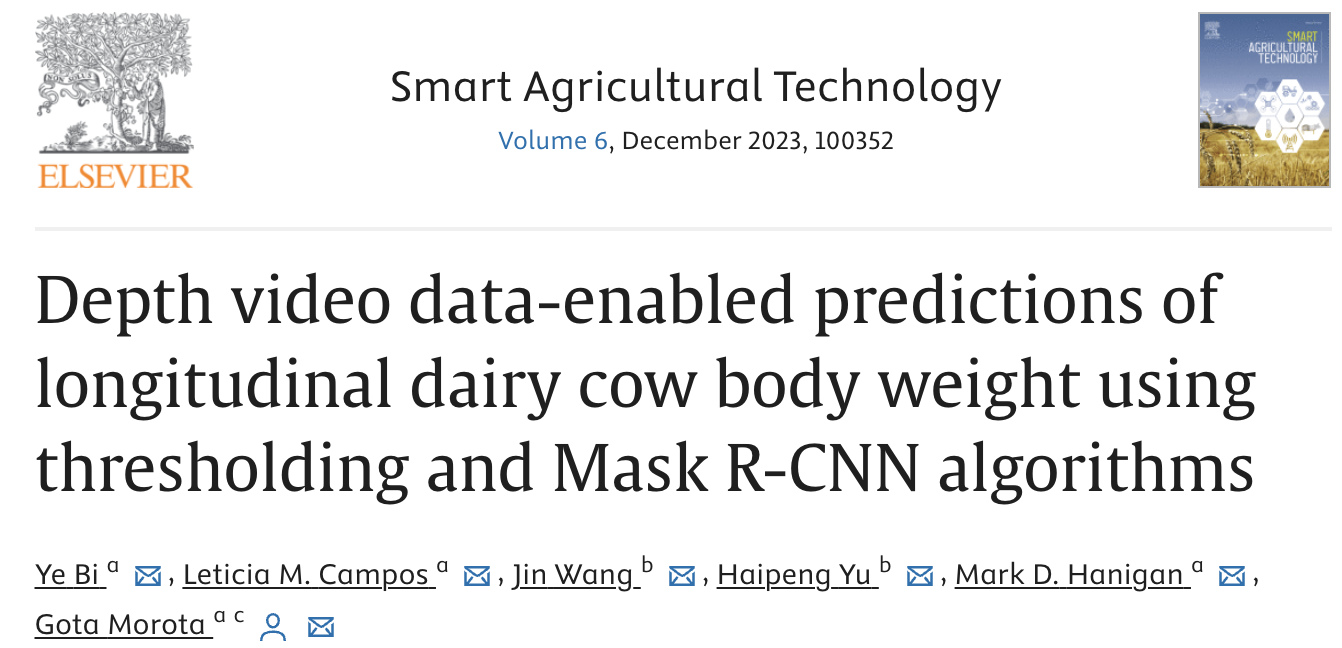 ELSEVIER
Smart Agricultural Technology
Volume 6, December 2023, 100352
SMART
AGRICULTURAL
TECHNOLOGY
Depth video data-enabled predictions of
longitudinal dairy cow body weight using
thresholding and Mask R-CNN algorithms
Ye Bi a, Leticia M. Campos a, Jin Wang b, Haipeng Yu b, Mark D. Hanigan a,
Gota Morota a c